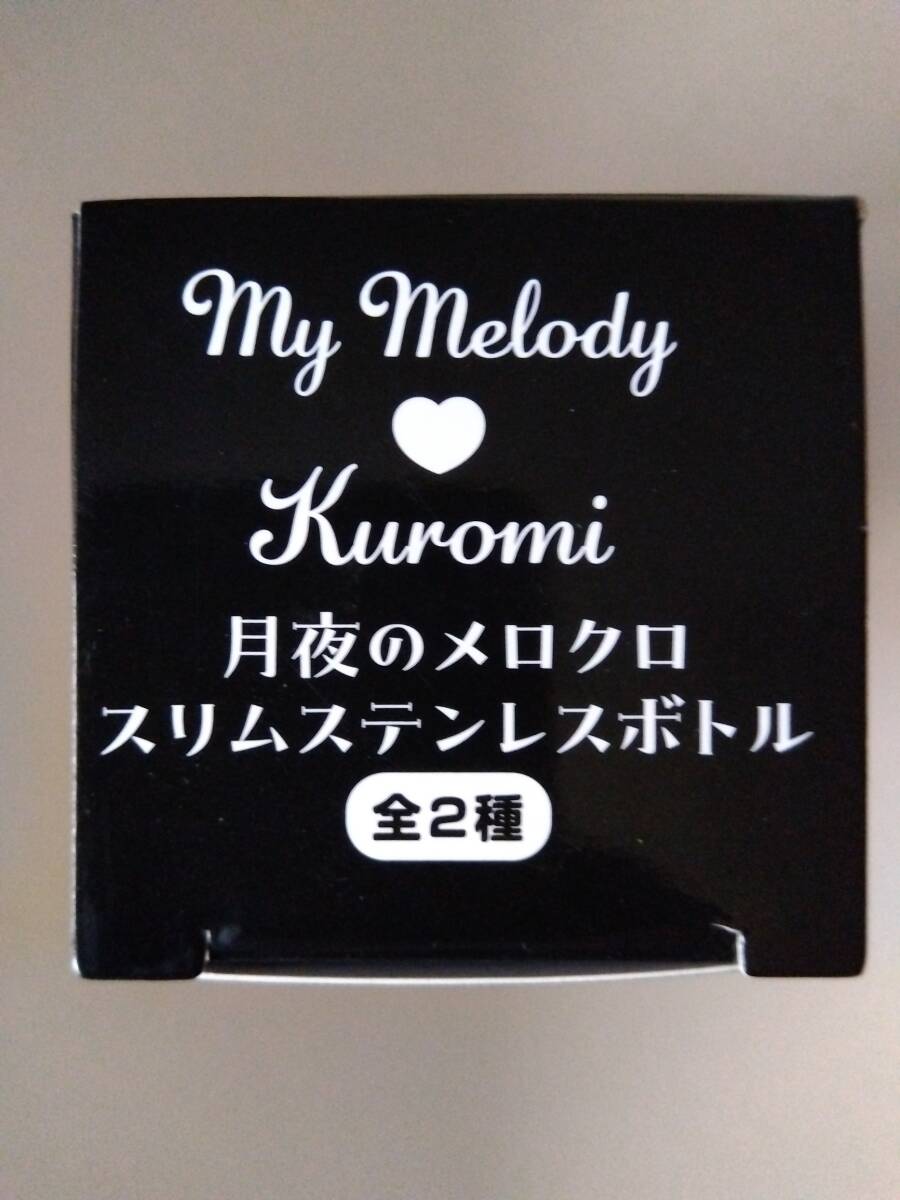 My Melody
♥
Kuromi
月夜のメロクロ
スリムステンレスボトル
全2種